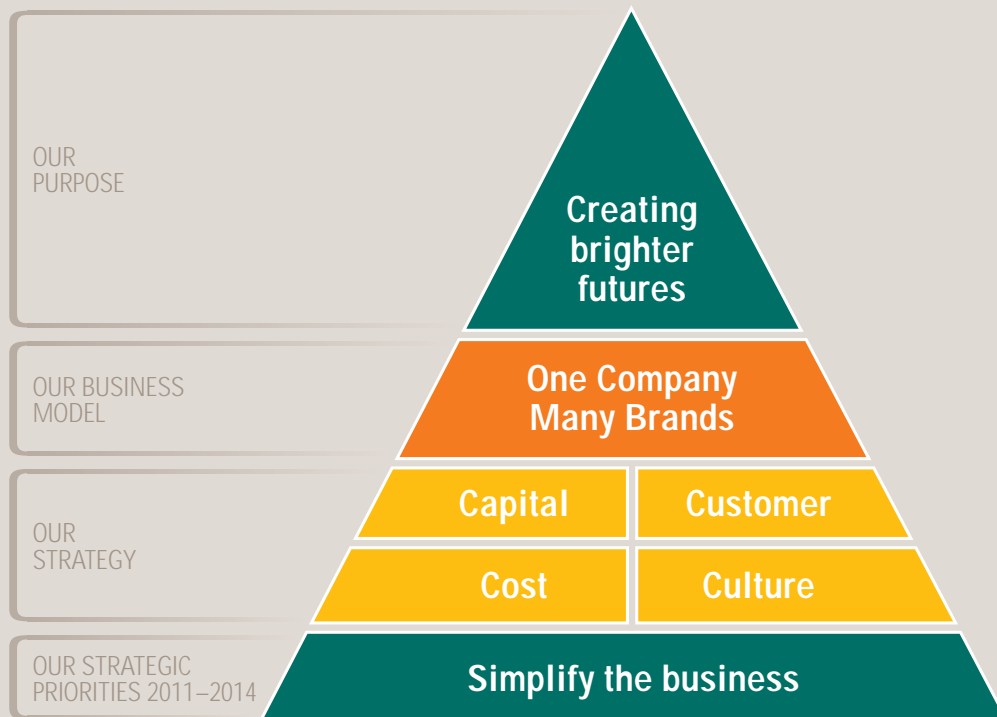 OUR
PURPOSE
Creating
brighter
futures
OUR BUSINESS
MODEL
One Company
Many Brands
OUR
STRATEGY
Capital
Customer
Cost
Culture
OUR STRATEGIC
PRIORITIES 2011–2014
Simplify the business